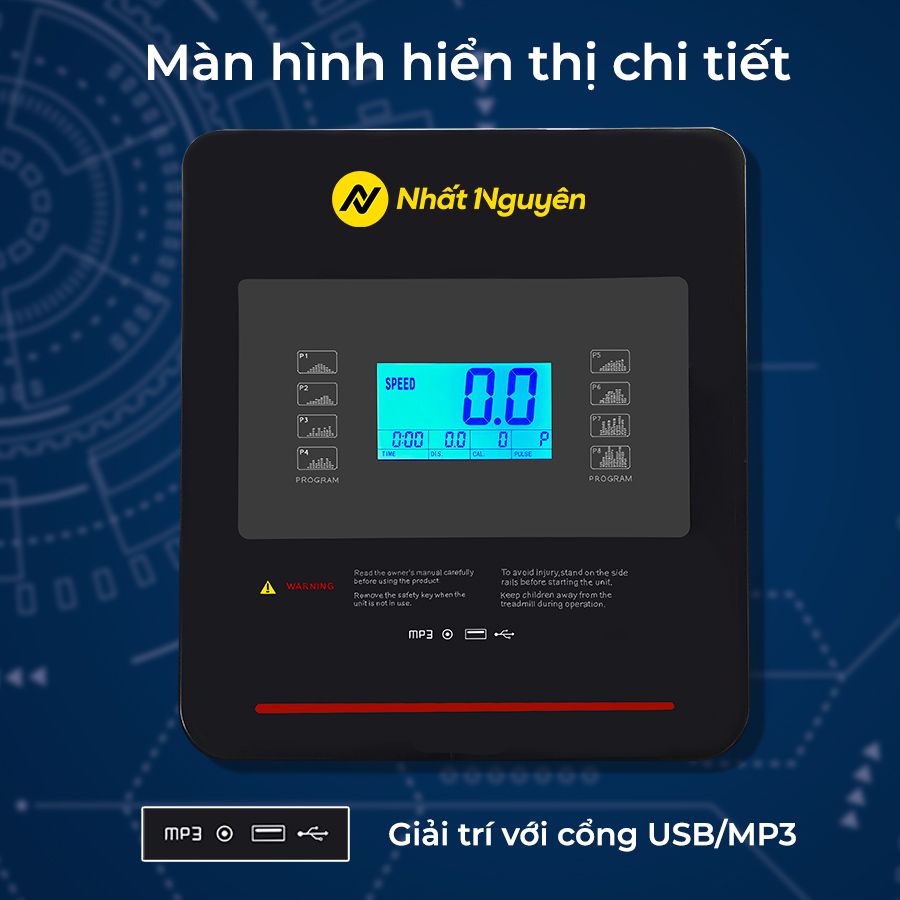 Màn hình hiển thị chi tiết
Nhất Nguyên
P1
P2
P3
P4
PROGRAM
SPEED 0.0
0:00 0.0 0 P
TIME DIS. CAL. PULSE
P5
P6
P7
P8
PROGRAM
WARNING
Read the owner's manual carefully
before using the product.
Remove the safety key when the
unit is not in use.
To avoid injury,stand on the side
rails before starting the unit.
Keep children away from the
treadmill during operation.
MP3
MP3
Giải trí với cổng USB/MP3